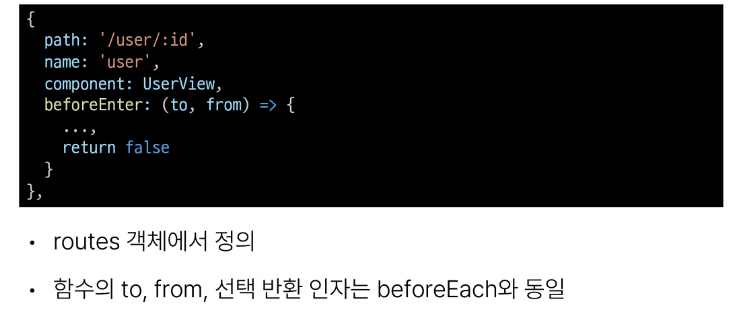 {
  path: '/user/:id',
  name: 'user',
  component: UserView,
  beforeEnter: (to, from) => {
    ...,
    return false
  }
},
• routes 객체에서 정의
• 함수의 to, from, 선택 반환 인자는 beforeEach와 동일